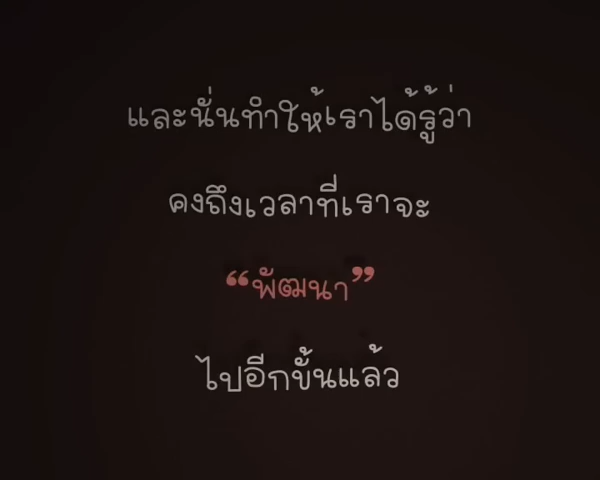 และนั่นทำให้เราได้รู้ว่า
คงถึงเวลาที่เราจะ
“พัฒนา”
ไปอีกขั้นแล้ว